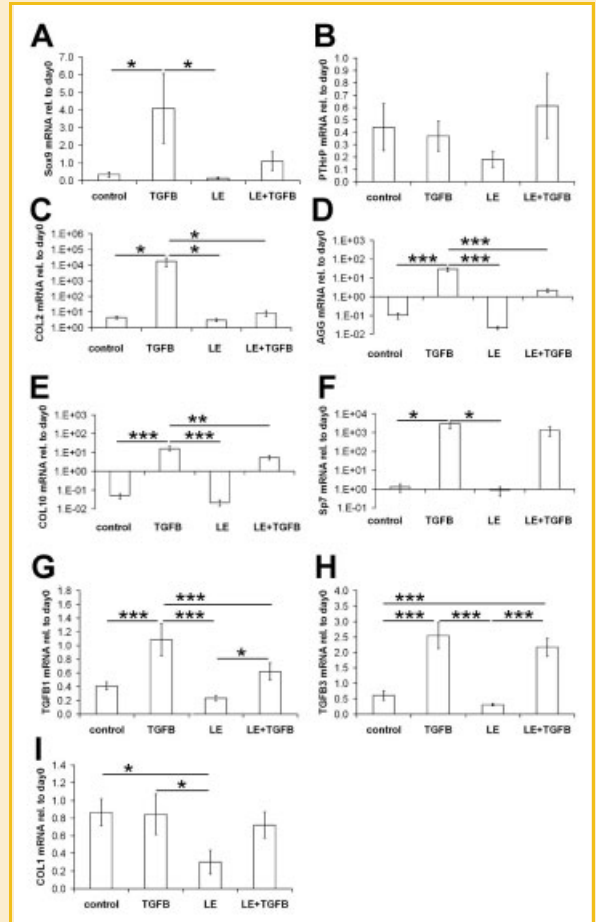 A
Sox9 mRNA rel. to day0
7.0
6.0
5.0
4.0
3.0
2.0
1.0
0.0
* *
control TGFB LE LE+TGFB
B
PTHrP mRNA rel. to day0
1.0
0.9
0.8
0.7
0.6
0.5
0.4
0.3
0.2
0.1
0.0
control TGFB LE LE+TGFB
C
COL2 mRNA rel. to day0
1.E+06
1.E+05
1.E+04
1.E+03
1.E+02
1.E+01
1.E+00
*
* *
control TGFB LE LE+TGFB
D
AGG mRNA rel. to day0
1.E+03
1.E+02
1.E+01
1.E+00
1.E-01
1.E-02
***
*** ***
control TGFB LE LE+TGFB
E
COL10 mRNA rel. to day0
1.E+03
1.E+02
1.E+01
1.E+00
1.E-01
1.E-02
**
*** ***
control TGFB LE LE+TGFB
F
Sp7 mRNA rel. to day0
1.E+04
1.E+03
1.E+02
1.E+01
1.E+00
1.E-01
* *
control TGFB LE LE+TGFB
G
TGFB1 mRNA rel. to day0
1.8
1.6
1.4
1.2
1.0
0.8
0.6
0.4
0.2
0.0
***
*** ***
*
control TGFB LE LE+TGFB
H
TGFB3 mRNA rel. to day0
4.0
3.5
3.0
2.5
2.0
1.5
1.0
0.5
0.0
***
*** *** ***
control TGFB LE LE+TGFB
I
COL1 mRNA rel. to day0
1.4
1.2
1.0
0.8
0.6
0.4
0.2
0.0
*
*
control TGFB LE LE+TGFB